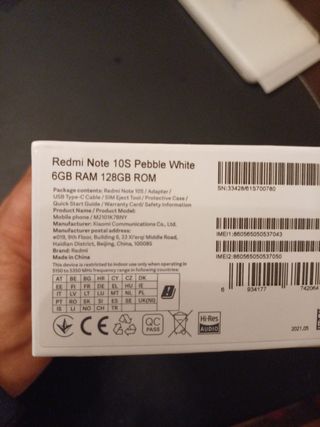 Redmi Note 10S Pebble White
6GB RAM 128GB ROM
Package contents: Redmi Note 10S / Adapter /
USB Type-C Cable / SIM Eject Tool / Protective Case /
Quick Start Guide / Warranty Card/ Safety Information
Product Name / Product Model:
Mobile phone / M2101K7BNY
Manufacturer: Xiaomi Communications Co., Ltd.
Manufacturer postal address:
#019, 9th Floor, Building 6, 33 Xi'erqi Middle Road,
Haidian District, Beijing, China, 100085
Brand: Redmi
Made in China
This device is restricted to indoor use only when operating in
5150 to 5350 MHz frequency range in following countries:
AT BE BG HR CY CZ DK
EE FI FR DE EL HU IE
IT LV LT LU MT NL PL
PT RO SK SI ES SE UK(NI)
IS LI NO CH TR
CE
QC
PASS
Hi-Res
AUDIO
SN:33428/61S700780
IMEI1:860565050537043
IMEI2:860565050537050
6 934177 742064
2021.05